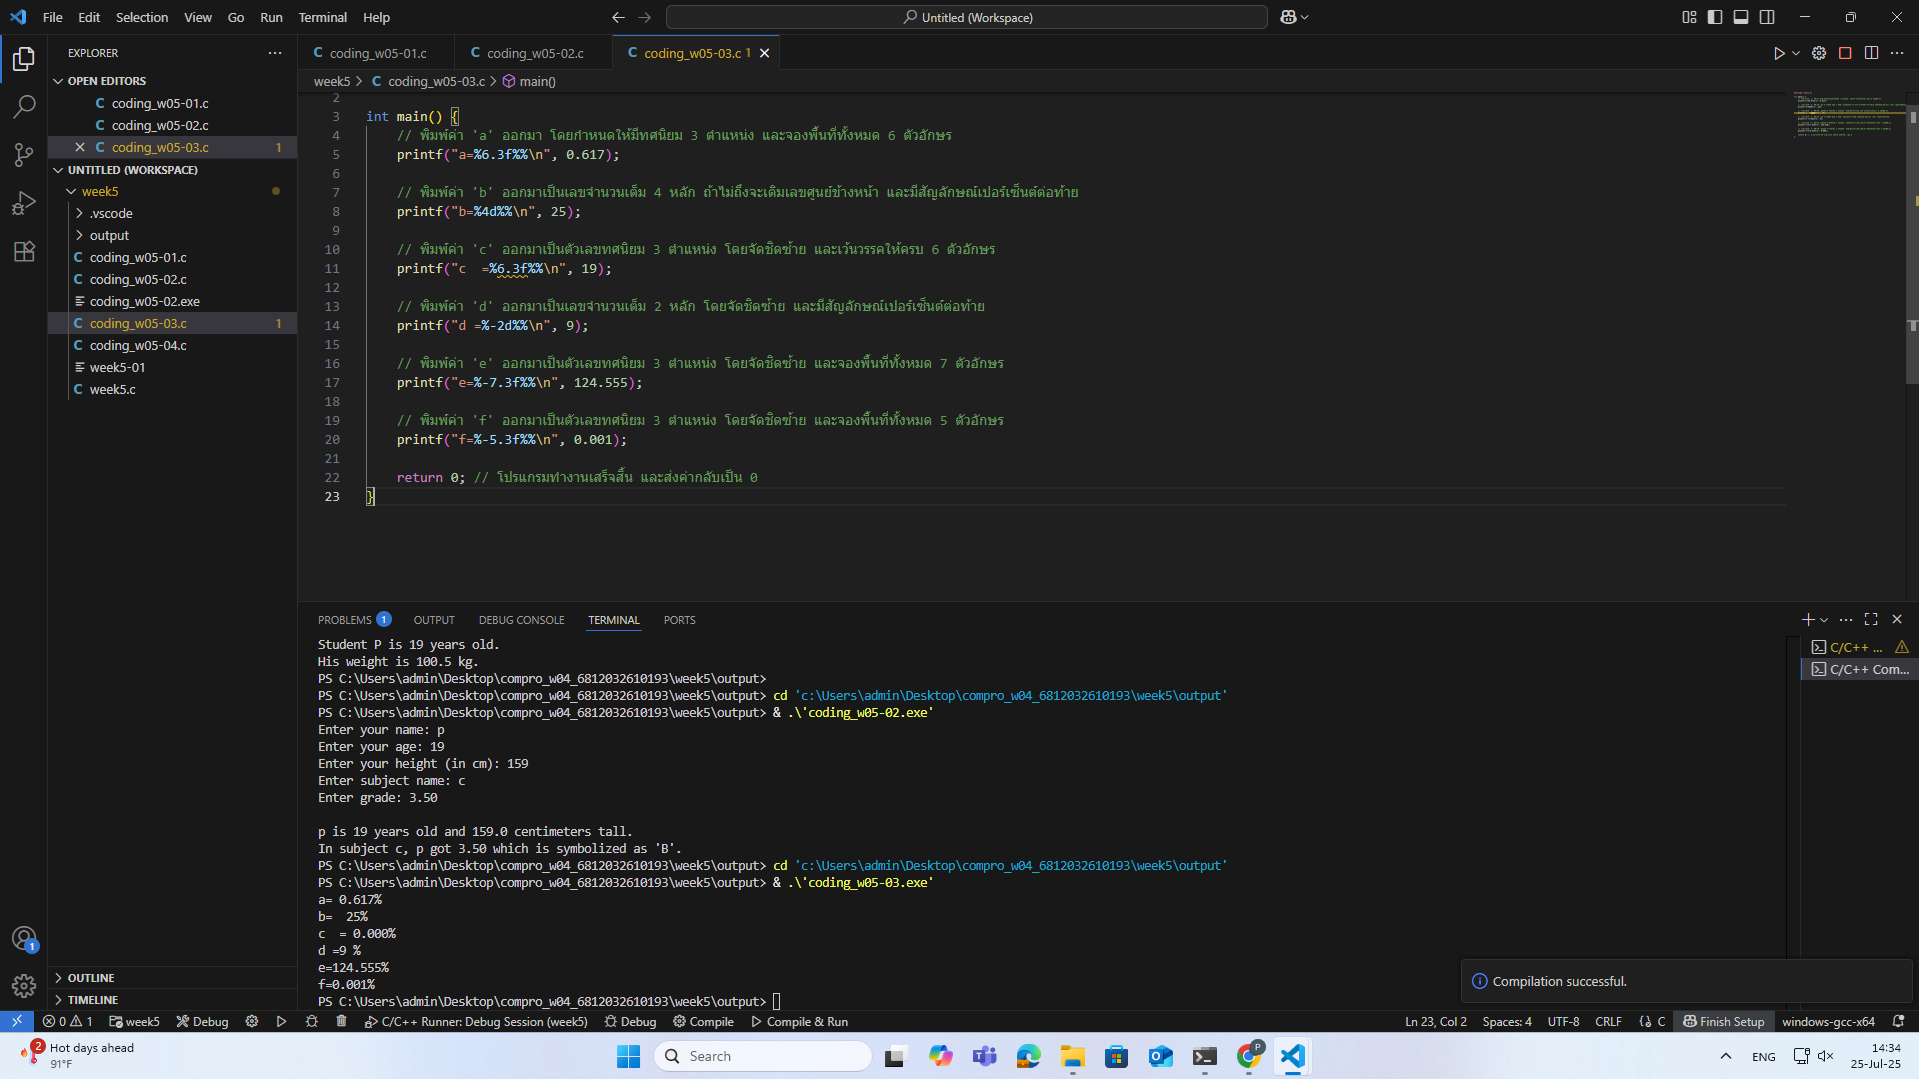 File Edit Selection View Go Run Terminal Help
Untitled (Workspace)
EXPLORER
OPEN EDITORS
C coding_w05-01.c
C coding_w05-02.c
C coding_w05-03.c 1
UNTITLED (WORKSPACE)
week5
.vscode
output
C coding_w05-01.c
C coding_w05-02.c
coding_w05-02.exe
C coding_w05-03.c 1
C coding_w05-04.c
week5-01
C week5.c
OUTLINE
TIMELINE
C coding_w05-01.c C coding_w05-02.c C coding_w05-03.c 1
week5 > C coding_w05-03.c > main()
2
3 int main() {
4 // พิมพ์ค่า 'a' ออกมา โดยกำหนดให้มีทศนิยม 3 ตำแหน่ง และจองพื้นที่ทั้งหมด 6 ตัวอักษร
5 printf("a=%6.3f%%\n", 0.617);
6
7 // พิมพ์ค่า 'b' ออกมาเป็นเลขจำนวนเต็ม 4 หลัก ถ้าไม่ถึงจะเติมเลขศูนย์ข้างหน้า และมีสัญลักษณ์เปอร์เซ็นต์ต่อท้าย
8 printf("b=%4d%%\n", 25);
9
10 // พิมพ์ค่า 'c' ออกมาเป็นตัวเลขทศนิยม 3 ตำแหน่ง โดยจัดชิดซ้าย และเว้นวรรคให้ครบ 6 ตัวอักษร
11 printf("c  =%6.3f%%\n", 19);
12
13 // พิมพ์ค่า 'd' ออกมาเป็นเลขจำนวนเต็ม 2 หลัก โดยจัดชิดซ้าย และมีสัญลักษณ์เปอร์เซ็นต์ต่อท้าย
14 printf("d =%-2d%%\n", 9);
15
16 // พิมพ์ค่า 'e' ออกมาเป็นตัวเลขทศนิยม 3 ตำแหน่ง โดยจัดชิดซ้าย และจองพื้นที่ทั้งหมด 7 ตัวอักษร
17 printf("e=%-7.3f%%\n", 124.555);
18
19 // พิมพ์ค่า 'f' ออกมาเป็นตัวเลขทศนิยม 3 ตำแหน่ง โดยจัดชิดซ้าย และจองพื้นที่ทั้งหมด 5 ตัวอักษร
20 printf("f=%-5.3f%%\n", 0.001);
21
22 return 0; // โปรแกรมทำงานเสร็จสิ้น และส่งค่ากลับเป็น 0
23 }
PROBLEMS 1 OUTPUT DEBUG CONSOLE TERMINAL PORTS
Student P is 19 years old.
His weight is 100.5 kg.
PS C:\Users\admin\Desktop\compro_w04_6812032610193\week5\output>
PS C:\Users\admin\Desktop\compro_w04_6812032610193\week5\output> cd 'c:\Users\admin\Desktop\compro_w04_6812032610193\week5\output'
PS C:\Users\admin\Desktop\compro_w04_6812032610193\week5\output> & .\'coding_w05-02.exe'
Enter your name: p
Enter your age: 19
Enter your height (in cm): 159
Enter subject name: c
Enter grade: 3.50
p is 19 years old and 159.0 centimeters tall.
In subject c, p got 3.50 which is symbolized as 'B'.
PS C:\Users\admin\Desktop\compro_w04_6812032610193\week5\output> cd 'c:\Users\admin\Desktop\compro_w04_6812032610193\week5\output'
PS C:\Users\admin\Desktop\compro_w04_6812032610193\week5\output> & .\'coding_w05-03.exe'
a= 0.617%
b=  25%
c  = 0.000%
d =9 %
e=124.555%
f=0.001%
PS C:\Users\admin\Desktop\compro_w04_6812032610193\week5\output>
C/C++ ...
C/C++ Com...
Compilation successful.
0 1 week5 Debug C/C++ Runner: Debug Session (week5) Debug Compile Compile & Run Ln 23, Col 2 Spaces: 4 UTF-8 CRLF {} C Finish Setup windows-gcc-x64
2 Hot days ahead
91°F
Search
ENG
14:34
25-Jul-25